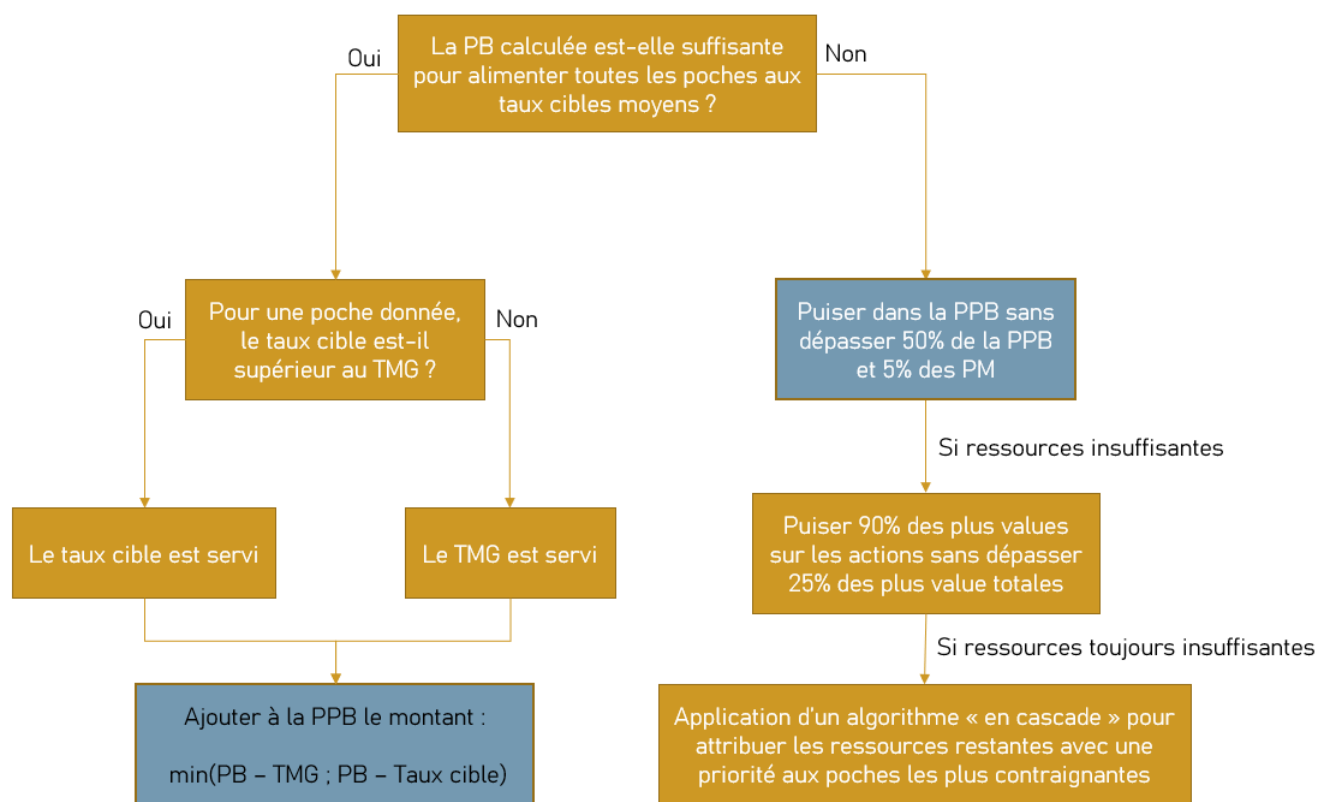 La PB calculée est-elle suffisante
pour alimenter toutes les poches aux
taux cibles moyens ?
Oui
Non
Pour une poche donnée,
le taux cible est-il
supérieur au TMG ?
Oui
Non
Puiser dans la PPB sans
dépasser 50% de la PPB
et 5% des PM
Si ressources insuffisantes
Le taux cible est servi
Le TMG est servi
Puiser 90% des plus values
sur les actions sans dépasser
25% des plus value totales
Si ressources toujours insuffisantes
Ajouter à la PPB le montant :
min(PB – TMG ; PB – Taux cible)
Application d'un algorithme « en cascade » pour
attribuer les ressources restantes avec une
priorité aux poches les plus contraignantes